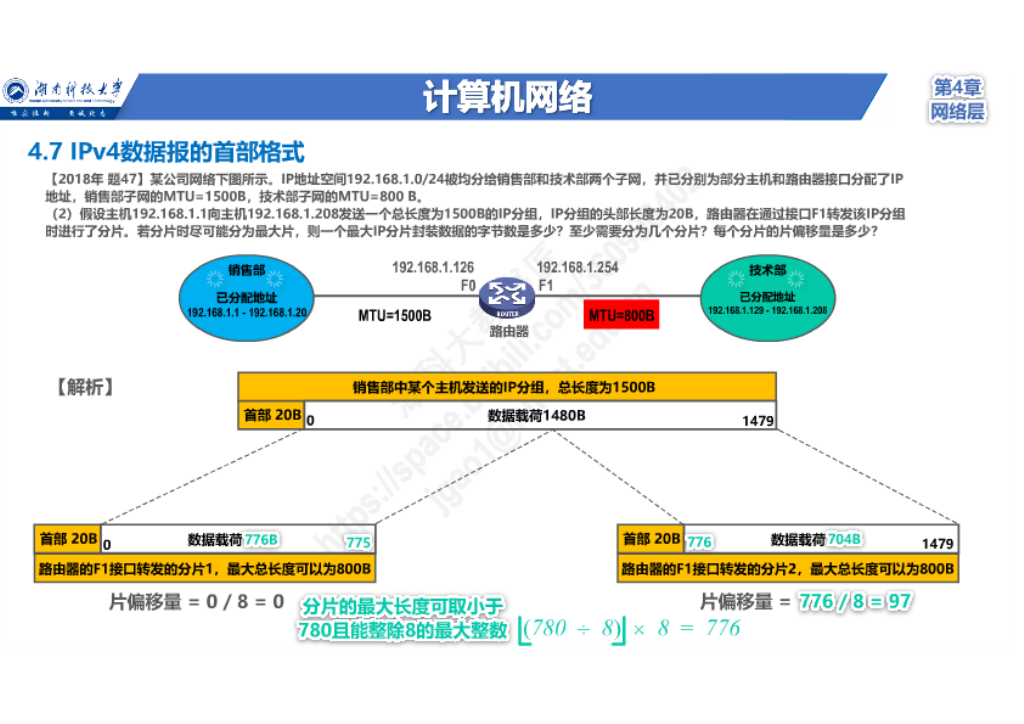 湖南科技大学
计算机网络
第4章
网络层
4.7 IPv4数据报的首部格式
【2018年 题47】某公司网络下图所示。IP地址空间192.168.1.0/24被均分给销售部和技术部两个子网，并已分别为部分主机和路由器接口分配了IP
地址，销售部子网的MTU=1500B，技术部子网的MTU=800 B。
（2）假设主机192.168.1.1向主机192.168.1.208发送一个总长度为1500B的IP分组，IP分组的头部长度为20B，路由器在通过接口F1转发该IP分组
时进行了分片。若分片时尽可能分为最大片，则一个最大IP分片封装数据的字节数是多少？至少需要分为几个分片？每个分片的片偏移量是多少？
销售部
已分配地址
192.168.1.1 - 192.168.1.20
192.168.1.126
F0
MTU=1500B
ROUTER
路由器
192.168.1.254
F1
MTU=800B
技术部
已分配地址
192.168.1.129 - 192.168.1.208
【解析】
销售部中某个主机发送的IP分组，总长度为1500B
首部 20B 0 数据载荷1480B 1479
首部 20B 0 数据载荷776B 775
路由器的F1接口转发的分片1，最大总长度可以为800B
片偏移量 = 0 / 8 = 0
首部 20B 776 数据载荷704B 1479
路由器的F1接口转发的分片2，最大总长度可以为800B
片偏移量 = 776 / 8 = 97
分片的最大长度可取小于
780且能整除8的最大整数 ⌊(780 ÷ 8)⌋ × 8 = 776